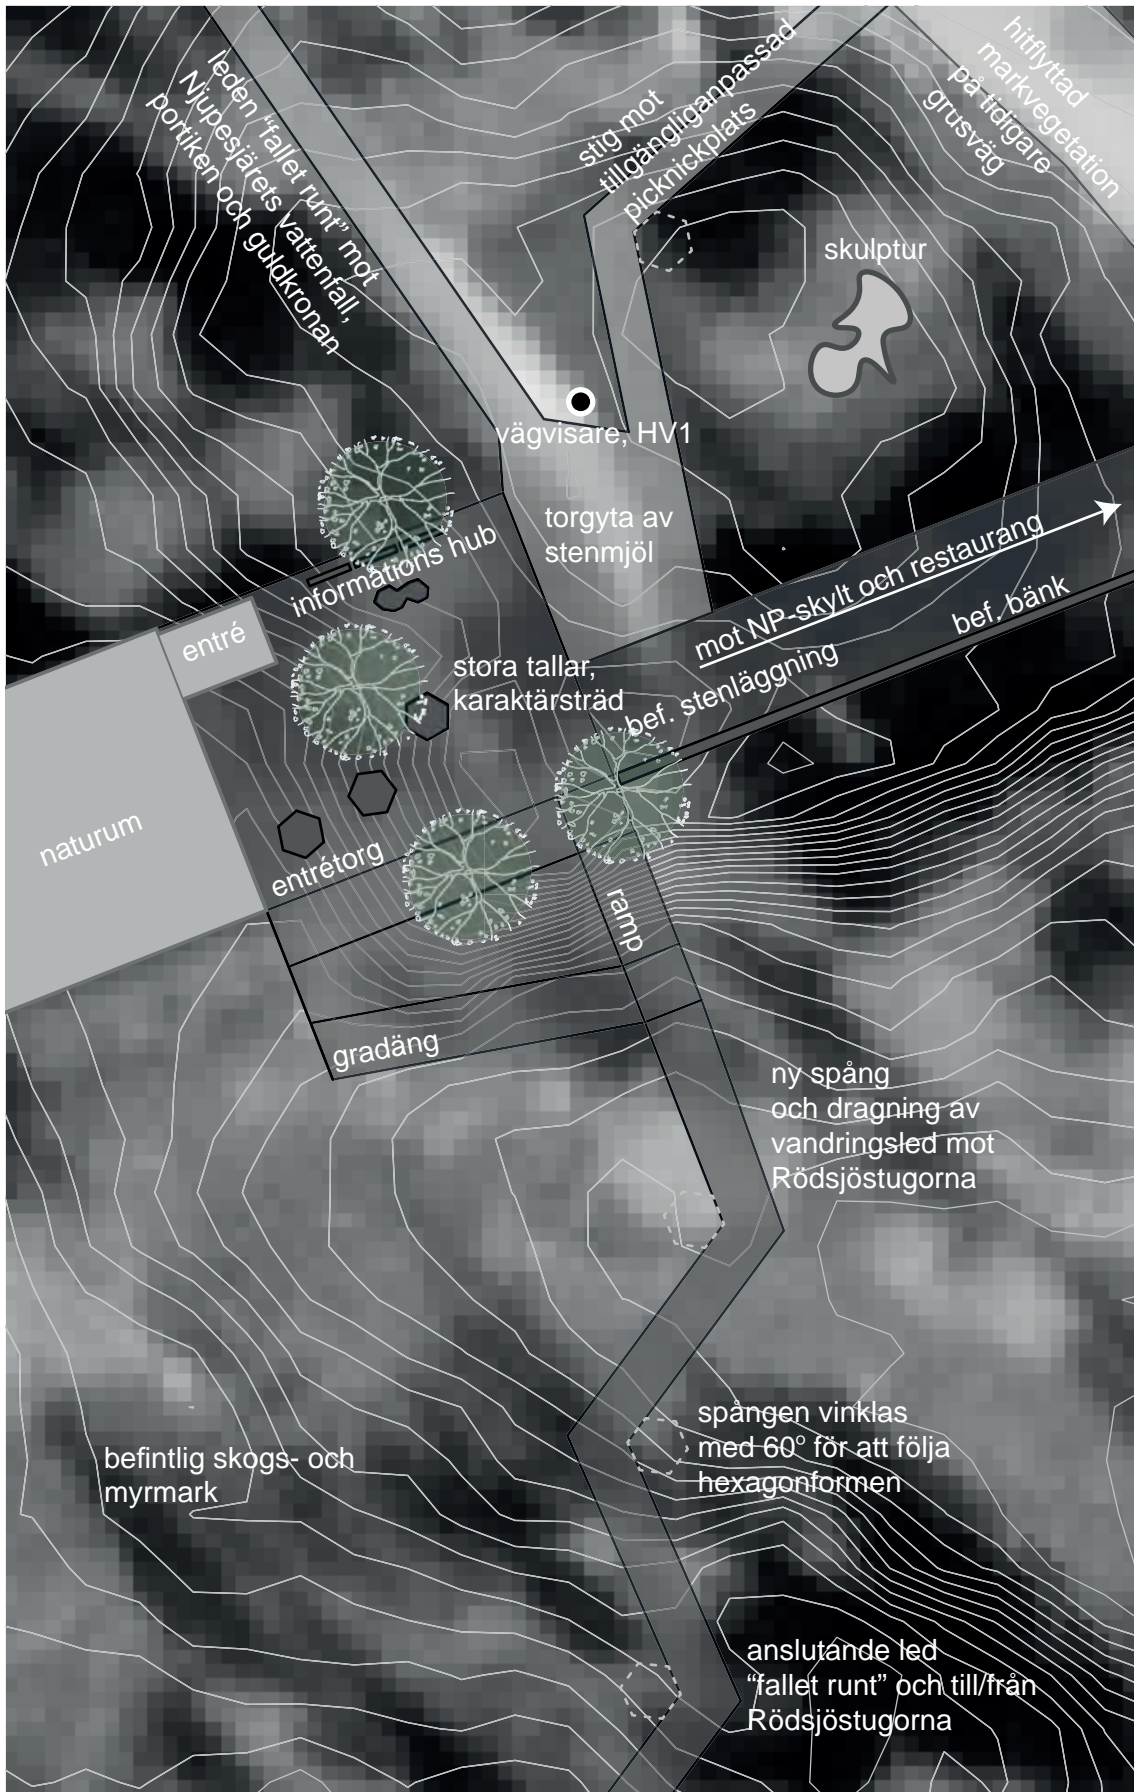 leden “fallet runt” mot
Njupesjärets vattenfall,
portiken och guldkronan
stig mot
tillgängliganpassad
picknickplats
hitflyttad
markvegetation
på tidigare
grusväg
skulptur
vägvisare, HV1
torgyta av
stenmjöl
informations hub
entré
mot NP-skylt och restaurang
bef. bänk
bef. stenläggning
stora tallar,
karaktärsträd
naturum
entrétorg
ramp
gradäng
ny spång
och dragning av
vandringsled mot
Rödsjöstugorna
spången vinklas
med 60° för att följa
hexagonformen
befintlig skogs- och
myrmark
anslutande led
“fallet runt” och till/från
Rödsjöstugorna